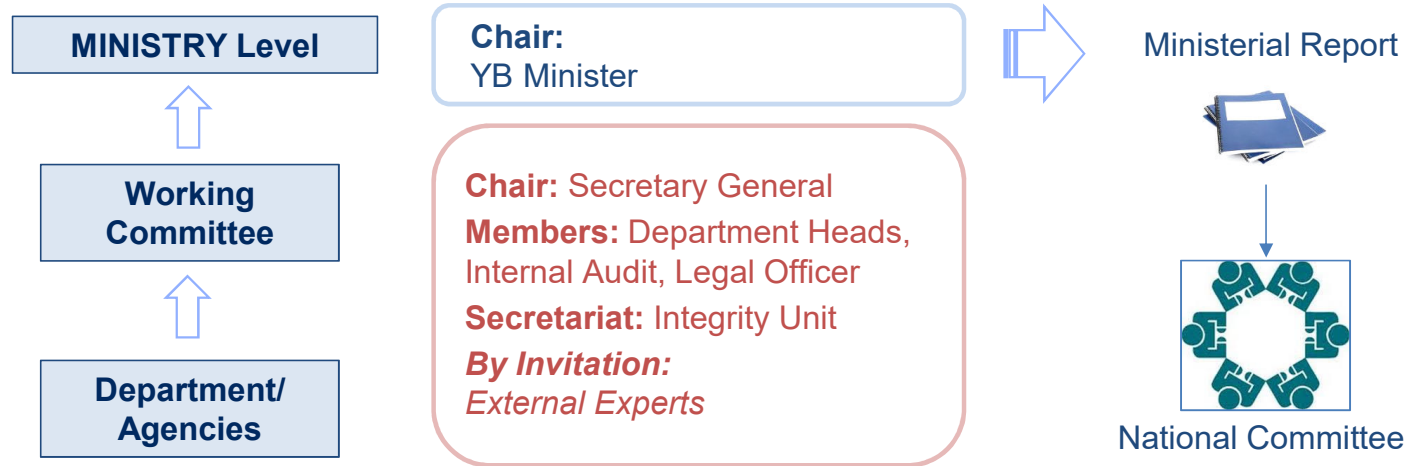 MINISTRY Level
Working
Committee
Department/
Agencies
Chair:
YB Minister
Chair: Secretary General
Members: Department Heads,
Internal Audit, Legal Officer
Secretariat: Integrity Unit
By Invitation:
External Experts
Ministerial Report
National Committee